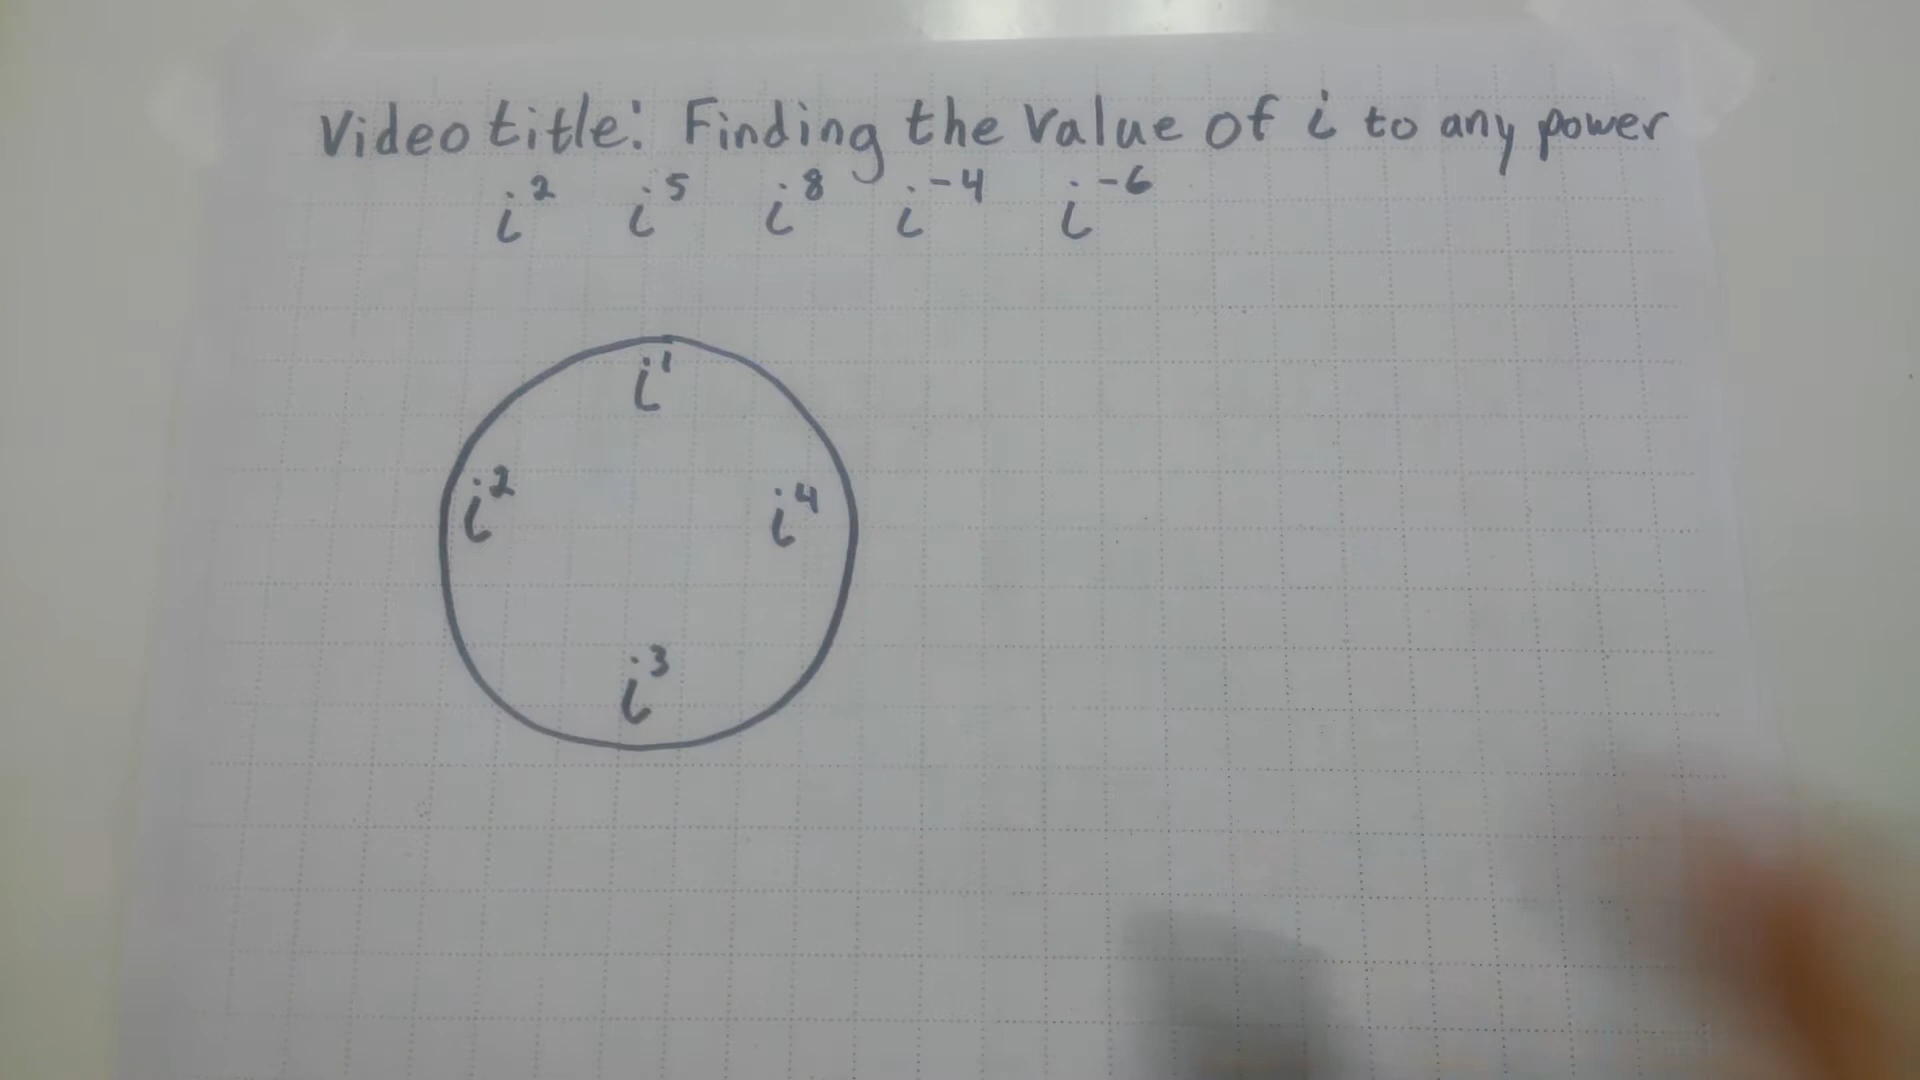 Video title: Finding the value of i to any power
i² i⁵ i⁸ i⁻⁴ i⁻⁶
i¹
i² i⁴
i³